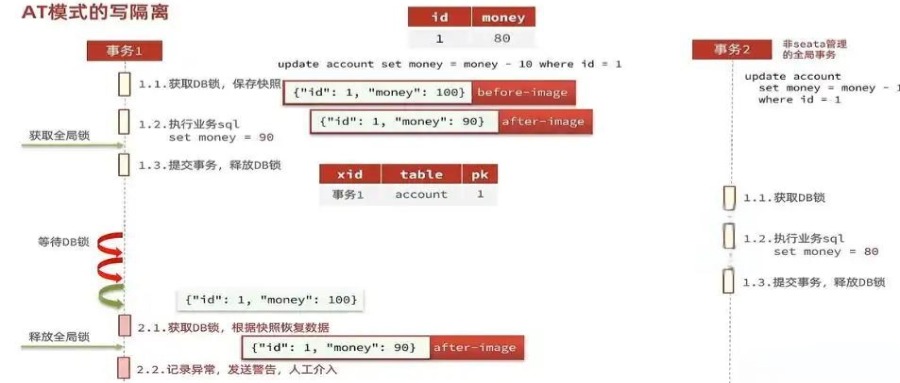 AT模式的写隔离
id money
1 80
update account set money = money - 10 where id = 1
事务1
1.1.获取DB锁，保存快照
{"id": 1, "money": 100} before-image
1.2.执行业务sql
set money = 90
{"id": 1, "money": 90} after-image
获取全局锁
1.3.提交事务，释放DB锁
xid table pk
事务1 account 1
等待DB锁
{"id": 1, "money": 100}
2.1.获取DB锁，根据快照恢复数据
释放全局锁
{"id": 1, "money": 90} after-image
2.2.记录异常，发送警告，人工介入
事务2
非seata管理
的全局事务
update account
set money = money - 1
where id = 1
1.1.获取DB锁
1.2.执行业务sql
set money = 80
1.3.提交事务，释放DB锁